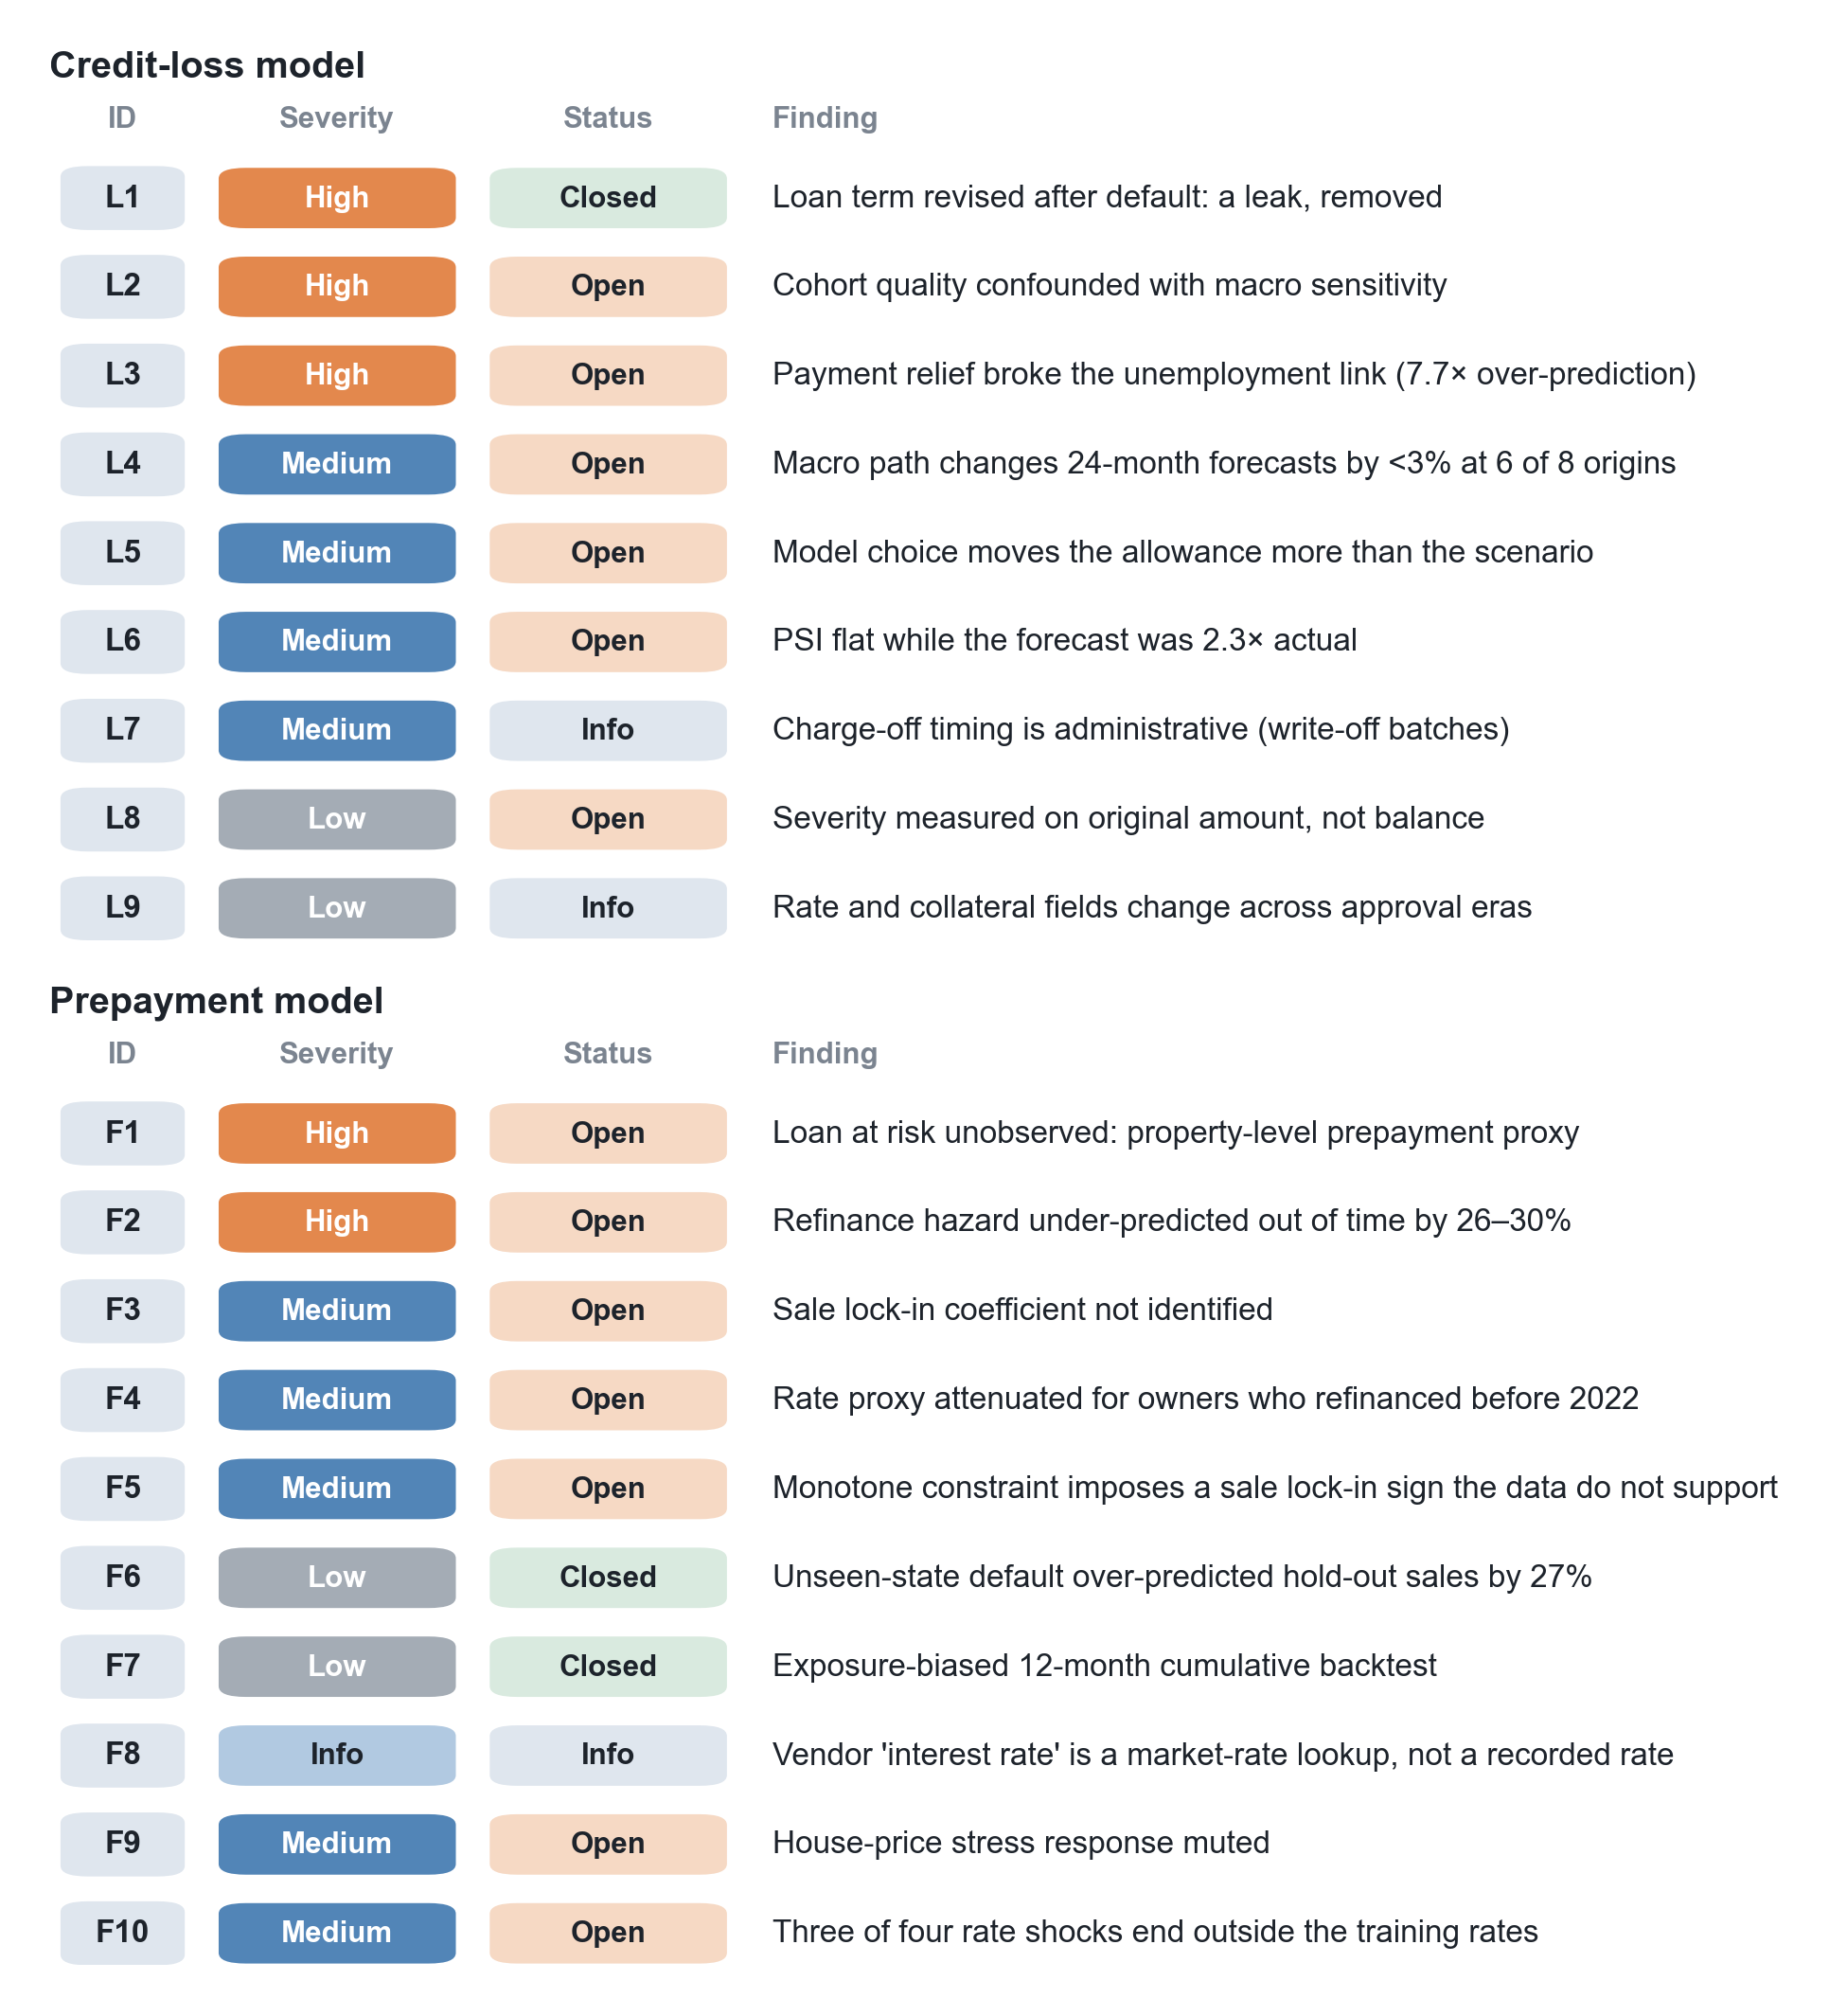 Credit-loss model
ID Severity Status Finding
L1 High Closed Loan term revised after default: a leak, removed
L2 High Open Cohort quality confounded with macro sensitivity
L3 High Open Payment relief broke the unemployment link (7.7× over-prediction)
L4 Medium Open Macro path changes 24-month forecasts by <3% at 6 of 8 origins
L5 Medium Open Model choice moves the allowance more than the scenario
L6 Medium Open PSI flat while the forecast was 2.3× actual
L7 Medium Info Charge-off timing is administrative (write-off batches)
L8 Low Open Severity measured on original amount, not balance
L9 Low Info Rate and collateral fields change across approval eras
Prepayment model
ID Severity Status Finding
F1 High Open Loan at risk unobserved: property-level prepayment proxy
F2 High Open Refinance hazard under-predicted out of time by 26–30%
F3 Medium Open Sale lock-in coefficient not identified
F4 Medium Open Rate proxy attenuated for owners who refinanced before 2022
F5 Medium Open Monotone constraint imposes a sale lock-in sign the data do not support
F6 Low Closed Unseen-state default over-predicted hold-out sales by 27%
F7 Low Closed Exposure-biased 12-month cumulative backtest
F8 Info Info Vendor 'interest rate' is a market-rate lookup, not a recorded rate
F9 Medium Open House-price stress response muted
F10 Medium Open Three of four rate shocks end outside the training rates